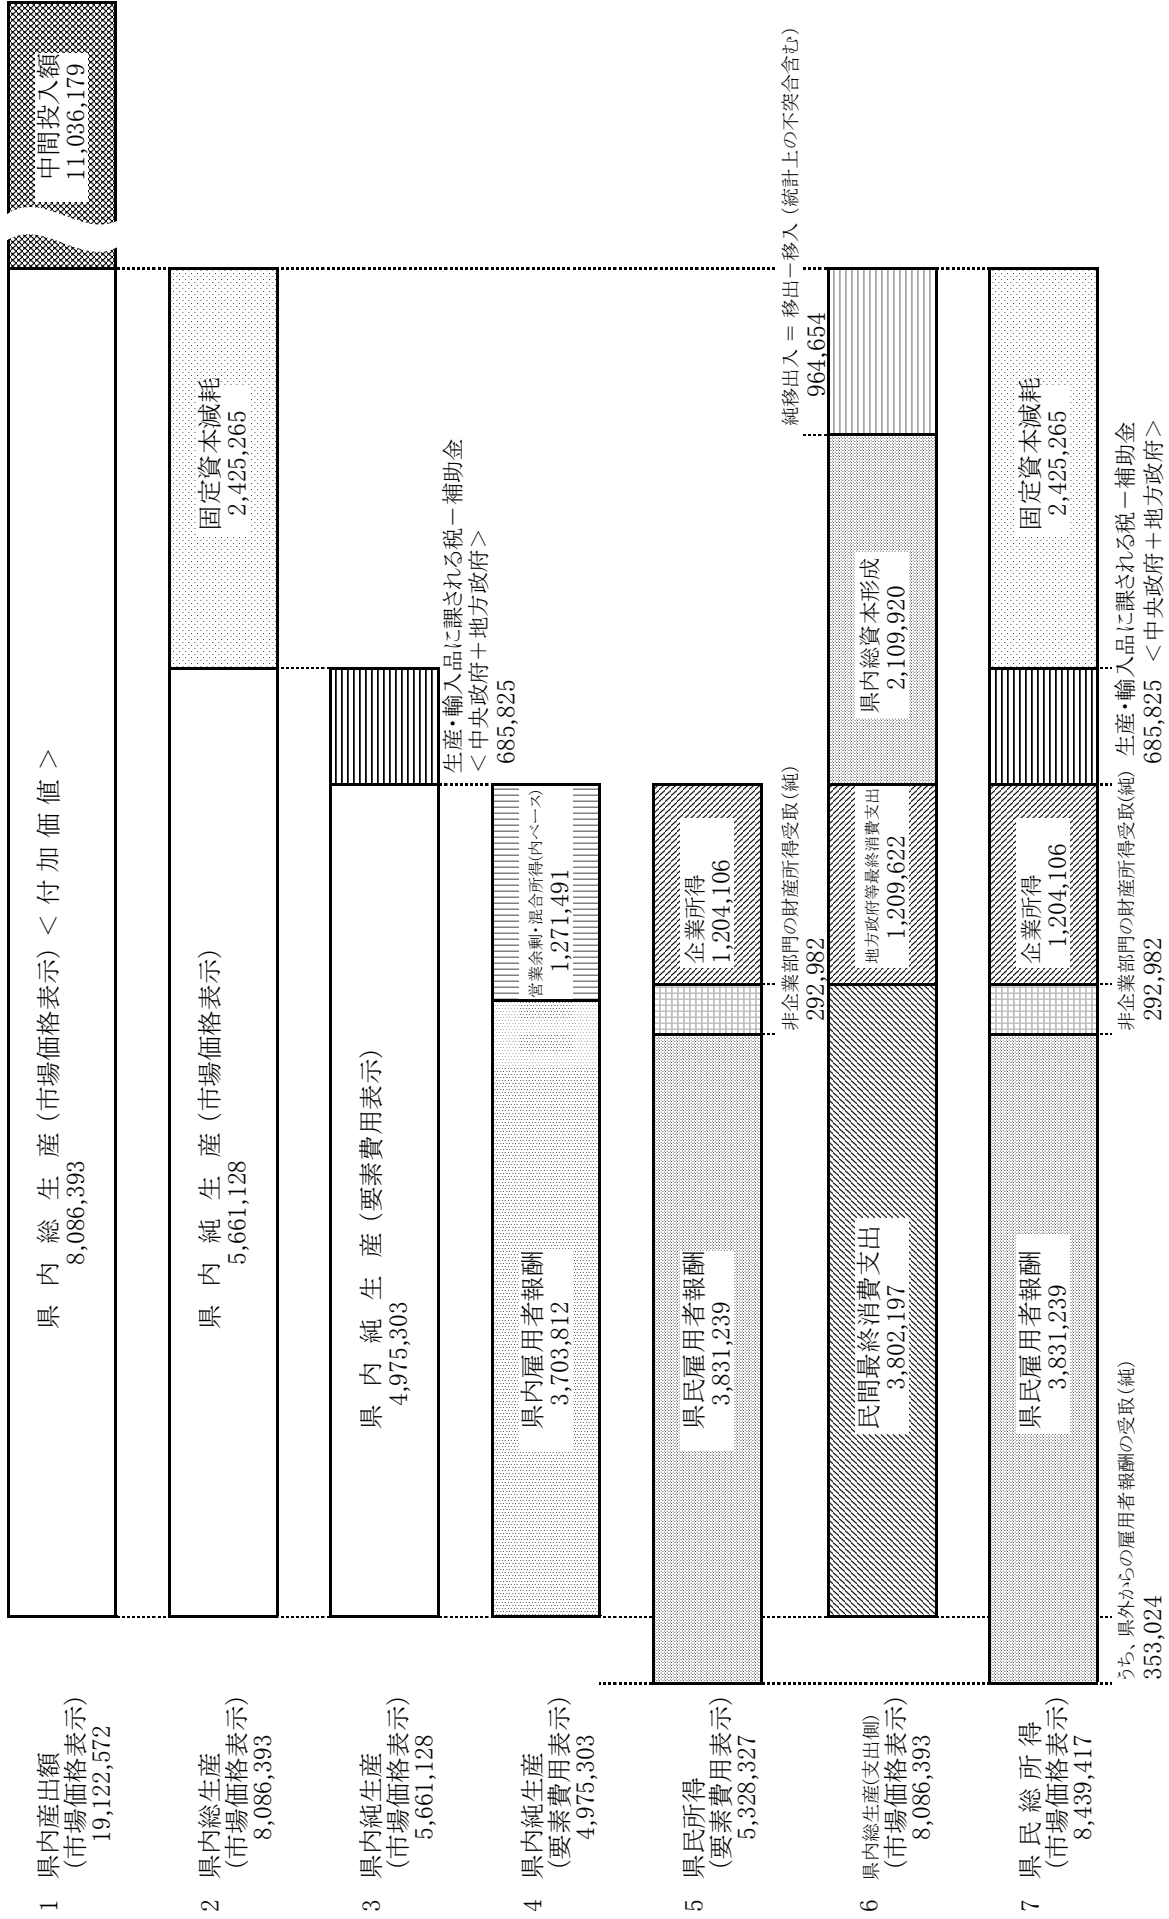 1 県内産出額
(市場価格表示)
19,122,572
県 内 総 生 産 (市場価格表示) ＜ 付 加 価 値 ＞
8,086,393
中間投入額
11,036,179
2 県内総生産
(市場価格表示)
8,086,393
県 内 純 生 産 (市場価格表示)
5,661,128
固定資本減耗
2,425,265
3 県内純生産
(市場価格表示)
5,661,128
県 内 純 生 産 (要素費用表示)
4,975,303
生産・輸入品に課される税－補助金
＜中央政府＋地方政府＞
685,825
4 県内純生産
(要素費用表示)
4,975,303
県内雇用者報酬
3,703,812
営業余剰・混合所得(内ベース)
1,271,491
5 県民所得
(要素費用表示)
5,328,327
県民雇用者報酬
3,831,239
企業所得
1,204,106
非企業部門の財産所得受取(純)
292,982
6 県内総生産(支出側)
(市場価格表示)
8,086,393
民間最終消費支出
3,802,197
地方政府等最終消費支出
1,209,622
県内総資本形成
2,109,920
純移出入 ＝ 移出－移入 (統計上の不突合含む)
964,654
7 県 民 総 所 得
(市場価格表示)
8,439,417
県民雇用者報酬
3,831,239
企業所得
1,204,106
固定資本減耗
2,425,265
うち、県外からの雇用者報酬の受取(純)
353,024
非企業部門の財産所得受取(純)
292,982
生産・輸入品に課される税－補助金
685,825 ＜中央政府＋地方政府＞